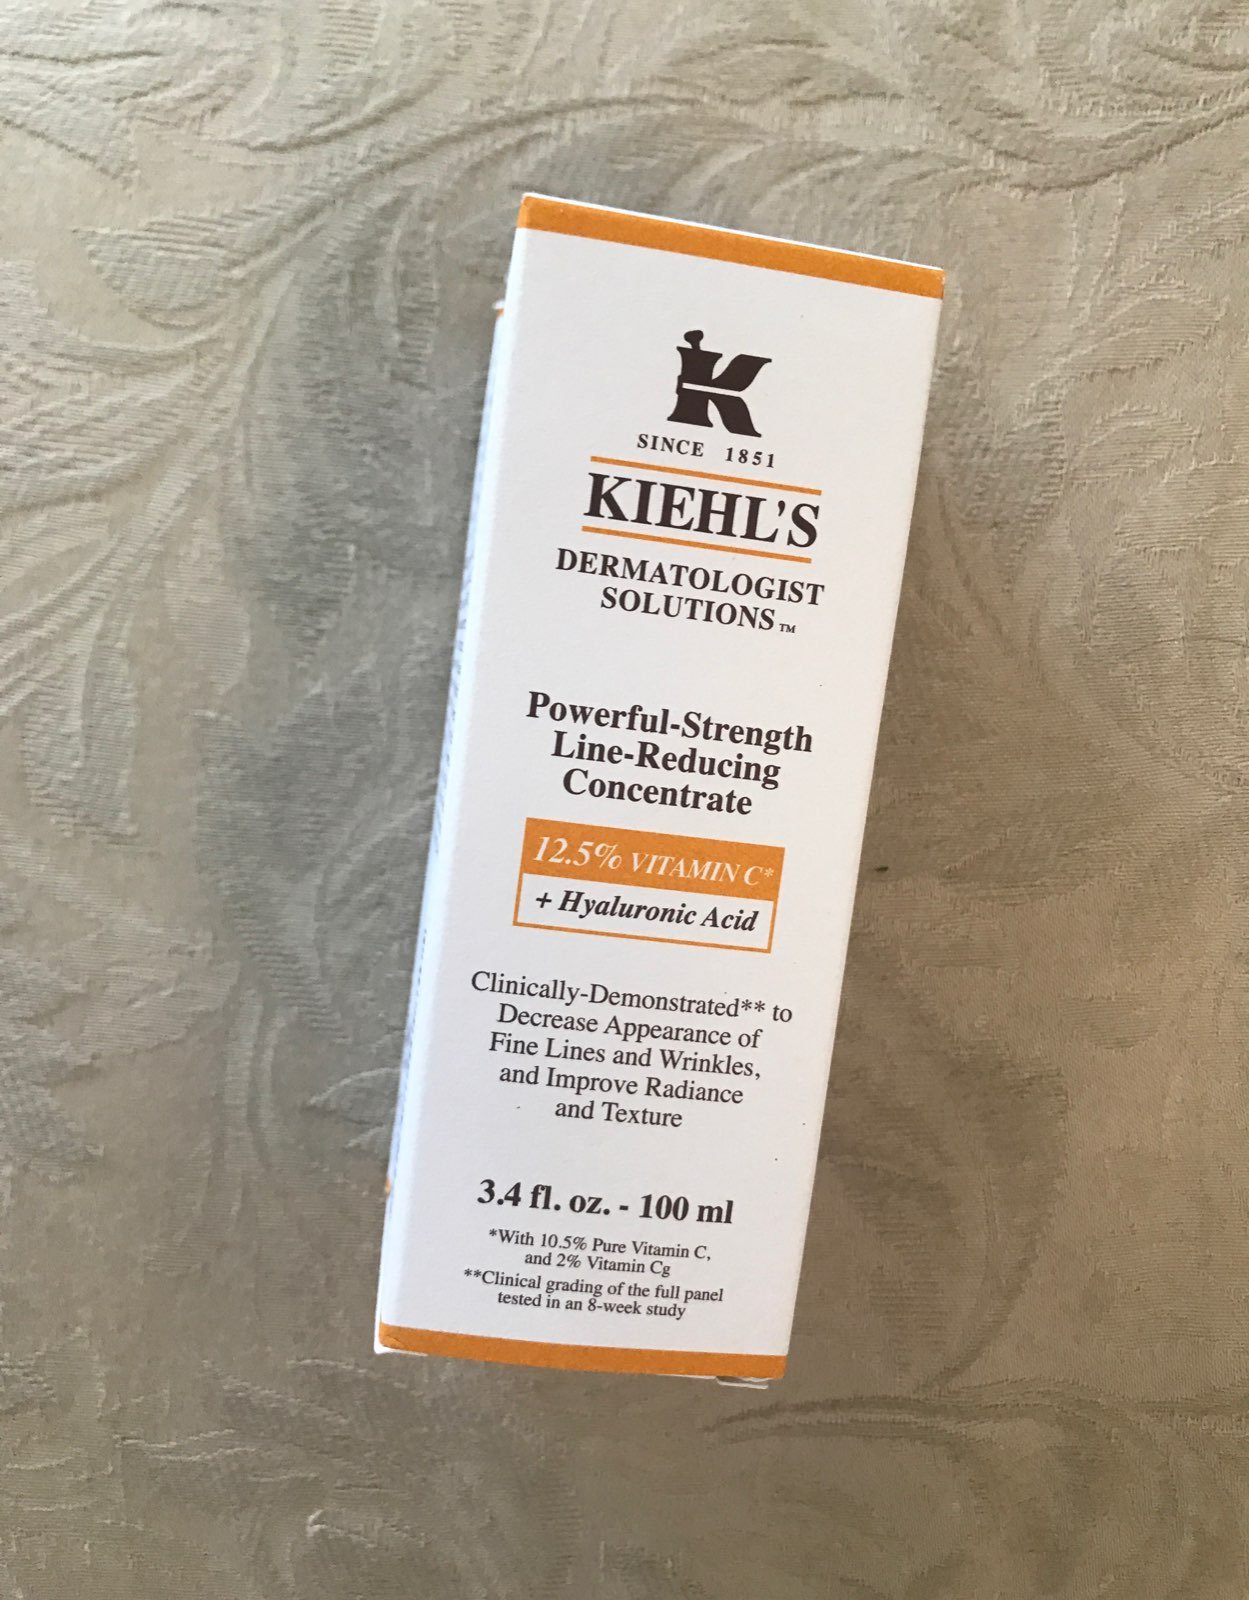 K
SINCE 1851
KIEHL'S
DERMATOLOGIST
SOLUTIONS™
Powerful-Strength
Line-Reducing
Concentrate
12.5% VITAMIN C*
+ Hyaluronic Acid
Clinically-Demonstrated** to
Decrease Appearance of
Fine Lines and Wrinkles,
and Improve Radiance
and Texture
3.4 fl. oz. - 100 ml
*With 10.5% Pure Vitamin C,
and 2% Vitamin Cg
**Clinical grading of the full panel
tested in an 8-week study